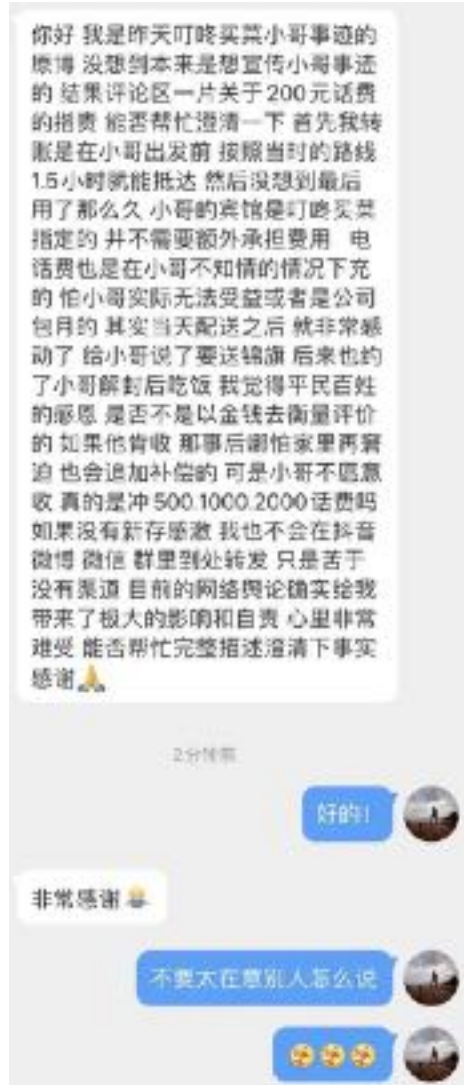 你好 我是昨天叮咚买菜小哥事迹的
原博 没想到本来是想宣传小哥事迹
的 结果评论区一片关于200元话费
的指责 能否帮忙澄清一下 首先我转
账是在小哥出发前 按照当时的路线
1.5小时就能抵达 然后没想到最后
用了那么久 小哥的宾馆是叮咚买菜
指定的 并不需要额外承担费用 电
话费也是在小哥不知情的情况下充
的 怕小哥实际无法受益或者是公司
包月的 其实当天配送之后 就非常感
动了 给小哥说了要送锦旗 后来也约
了小哥解封后吃饭 我觉得平民百姓
的感恩 是否不是以金钱去衡量评价
的 如果他肯收 那事后哪怕家里再窘
迫 也会追加补偿的 可是小哥不愿意
收 真的是冲500.1000.2000话费吗
如果没有新存感激 我也不会在抖音
微博 微信 群里到处转发 只是苦于
没有渠道 目前的网络舆论确实给我
带来了极大的影响和自责 心里非常
难受 能否帮忙完整描述澄清下事实
感谢🙏
2分钟前
好的!!
非常感谢
不要太在意别人怎么说